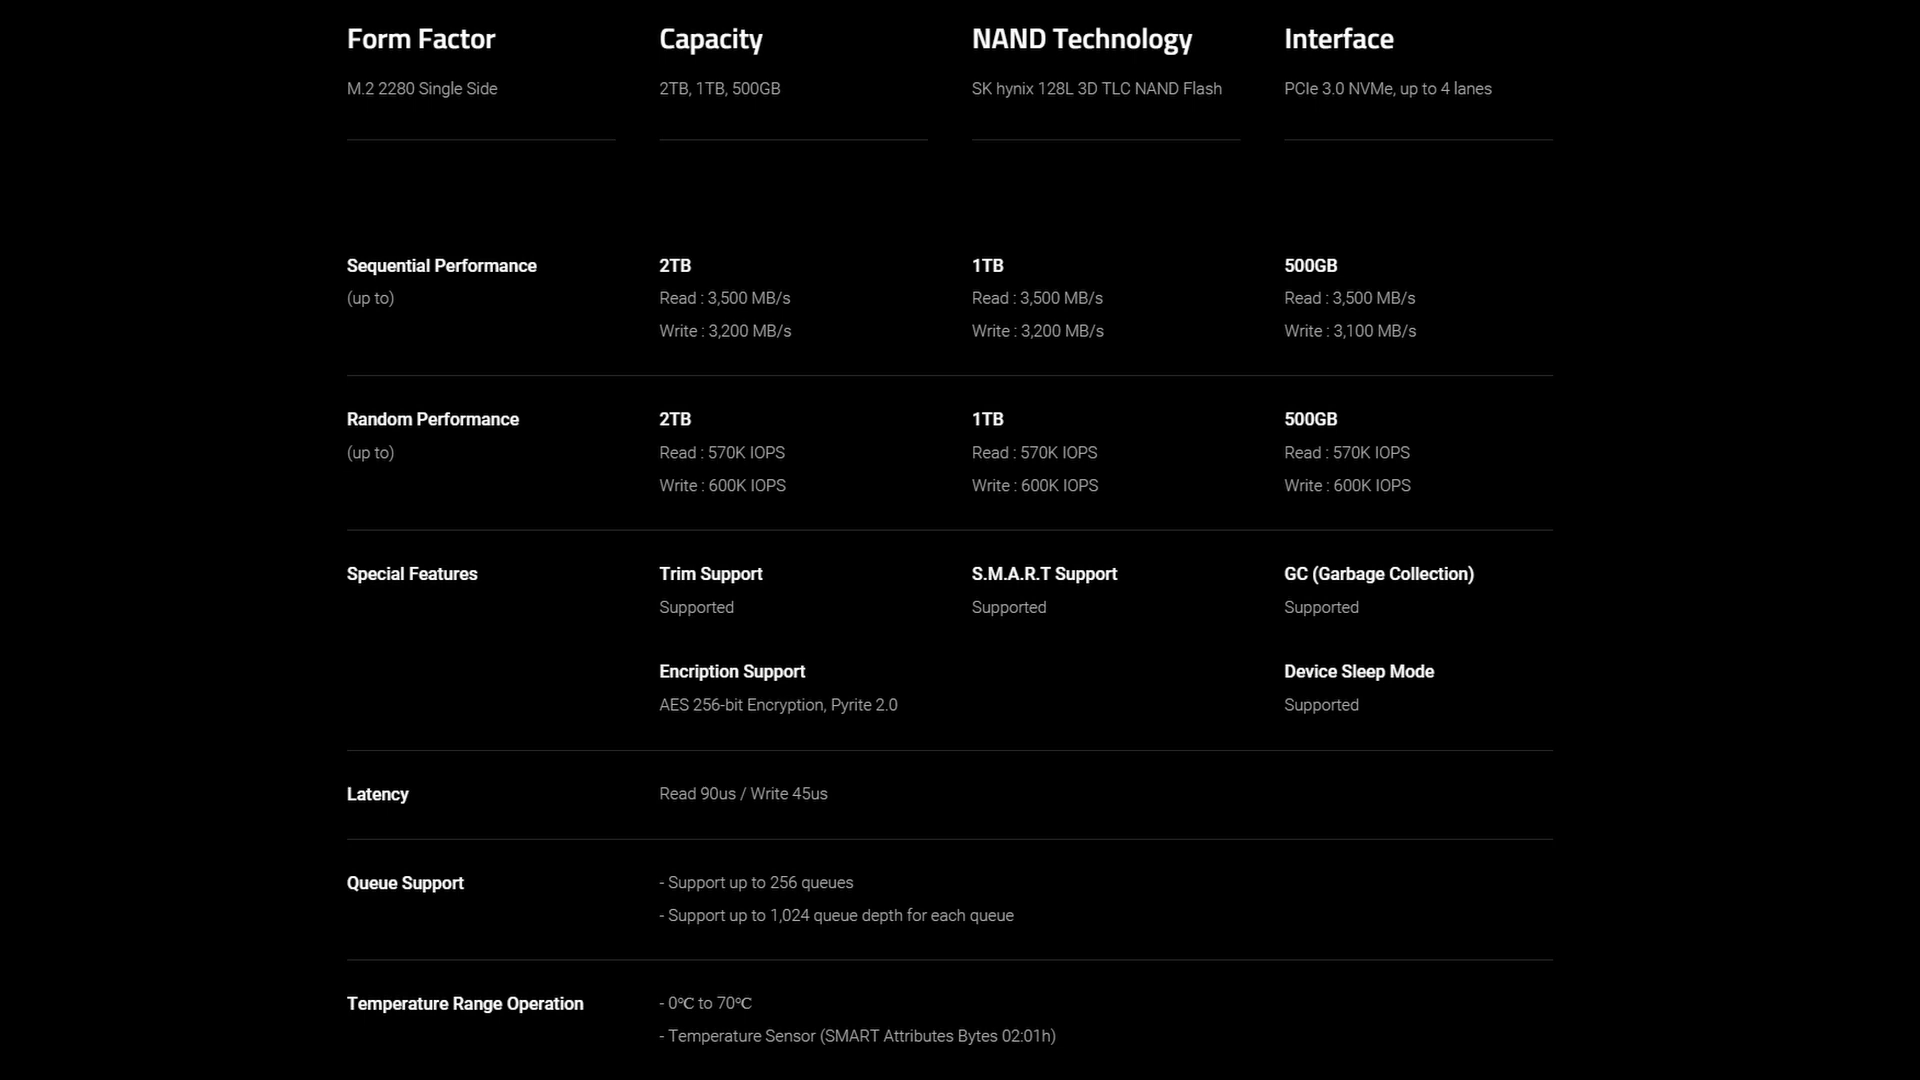 Form Factor
M.2 2280 Single Side
Capacity
2TB, 1TB, 500GB
NAND Technology
SK hynix 128L 3D TLC NAND Flash
Interface
PCIe 3.0 NVMe, up to 4 lanes
Sequential Performance
(up to)
2TB
Read : 3,500 MB/s
Write : 3,200 MB/s
1TB
Read : 3,500 MB/s
Write : 3,200 MB/s
500GB
Read : 3,500 MB/s
Write : 3,100 MB/s
Random Performance
(up to)
2TB
Read : 570K IOPS
Write : 600K IOPS
1TB
Read : 570K IOPS
Write : 600K IOPS
500GB
Read : 570K IOPS
Write : 600K IOPS
Special Features
Trim Support
Supported
S.M.A.R.T Support
Supported
GC (Garbage Collection)
Supported
Encription Support
AES 256-bit Encryption, Pyrite 2.0
Device Sleep Mode
Supported
Latency
Read 90us / Write 45us
Queue Support
- Support up to 256 queues
- Support up to 1,024 queue depth for each queue
Temperature Range Operation
- 0℃ to 70℃
- Temperature Sensor (SMART Attributes Bytes 02:01h)